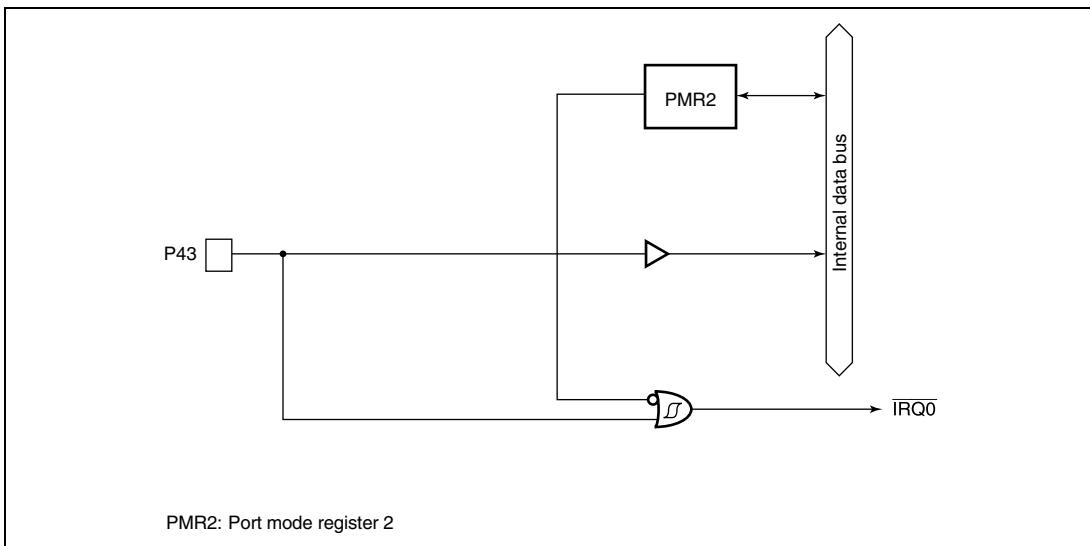 PMR2
Internal data bus
P43
IRQ0
PMR2: Port mode register 2